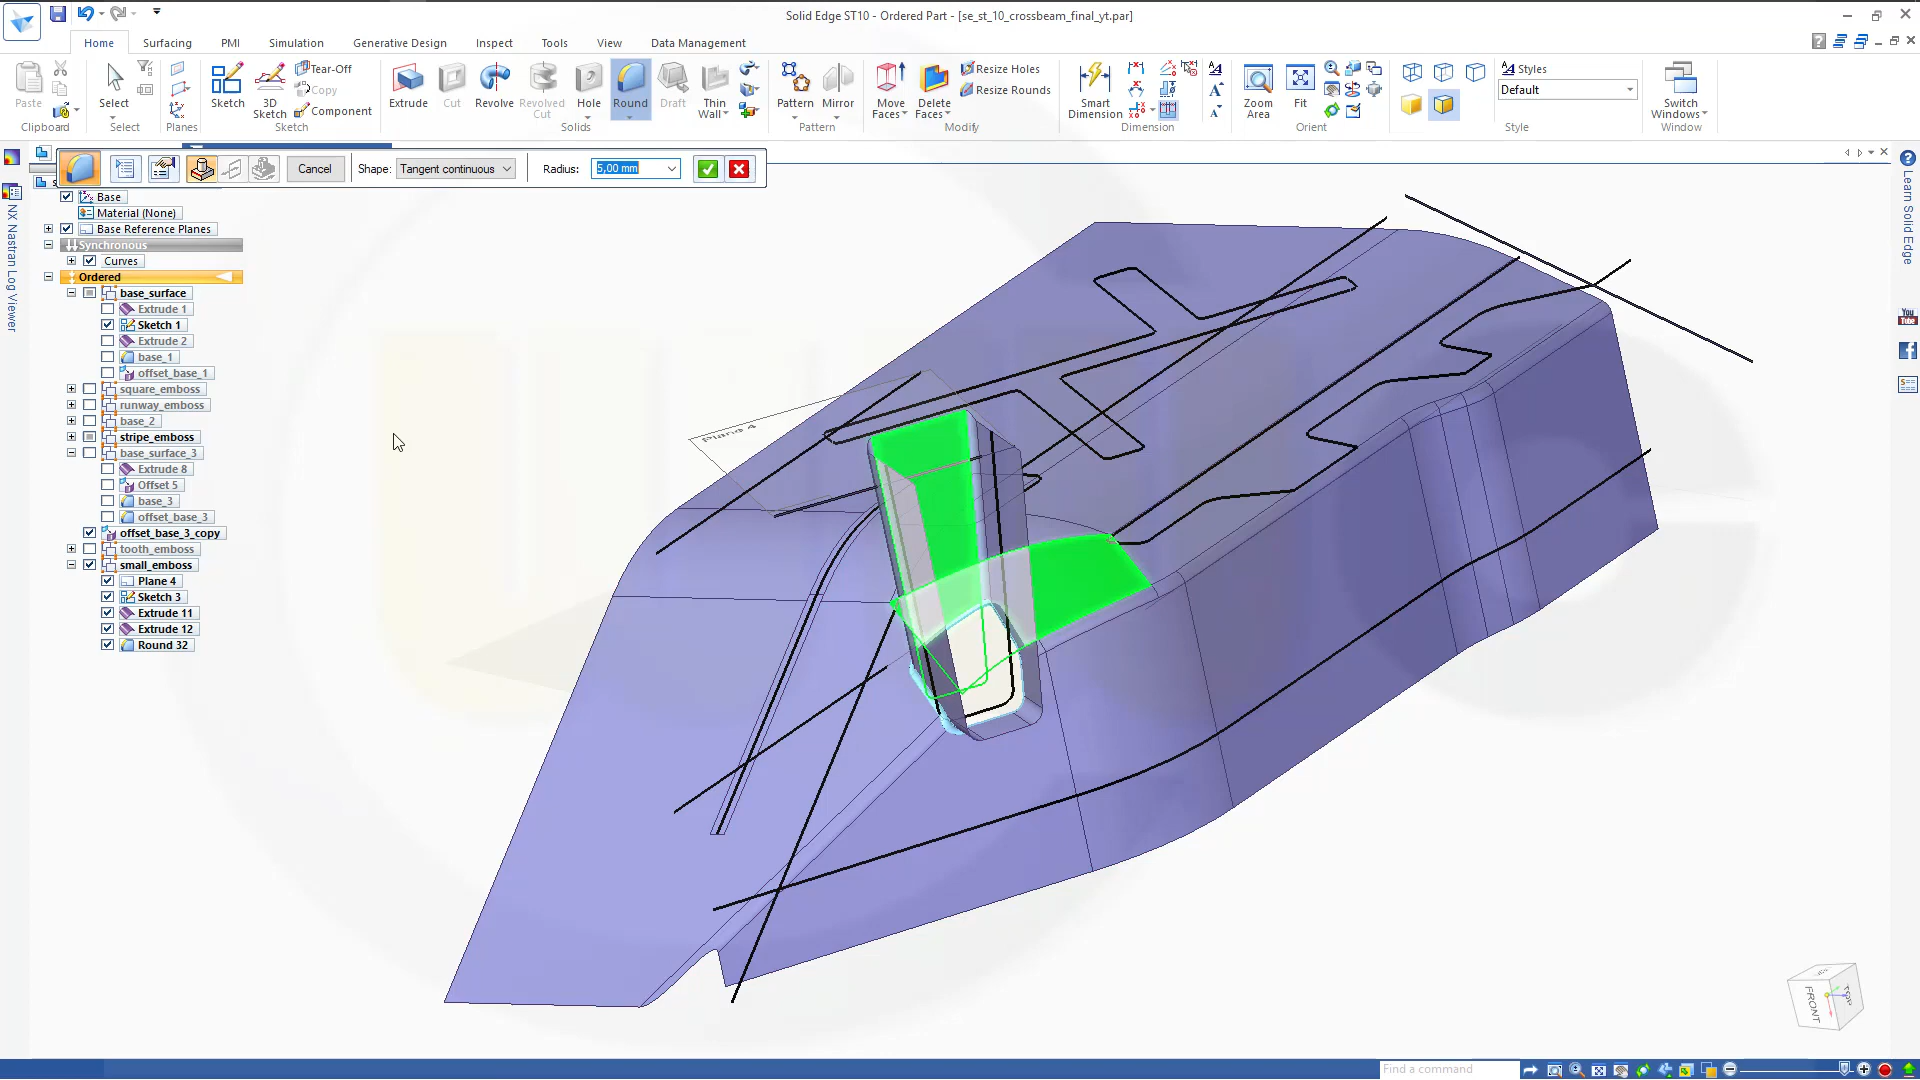 Solid Edge ST10 - Ordered Part - [se_st_10_crossbeam_final_yt.par]
Home Surfacing PMI Simulation Generative Design Inspect Tools View Data Management
Paste
Clipboard
Select
Select
Planes
Sketch
3D Sketch
Tear-Off
Copy
Component
Sketch
Extrude
Cut
Revolve
Revolved Cut
Hole
Round
Draft
Thin Wall
Solids
Pattern
Mirror
Pattern
Move Faces
Delete Faces
Resize Holes
Resize Rounds
Modify
Smart Dimension
Dimension
Zoom Area
Fit
Orient
Styles
Default
Style
Switch Windows
Window
Cancel
Shape: Tangent continuous
Radius: 5,00 mm
Base
Material (None)
Base Reference Planes
Synchronous
Curves
Ordered
base_surface
Extrude 1
Sketch 1
Extrude 2
base_1
offset_base_1
square_emboss
runway_emboss
base_2
stripe_emboss
base_surface_3
Extrude 8
Offset 5
base_3
offset_base_3
offset_base_3_copy
tooth_emboss
small_emboss
Plane 4
Sketch 3
Extrude 11
Extrude 12
Round 32
NX Nastran Log Viewer
Learn Solid Edge
You Tube
Plane 4
FRONT
TOP
Find a command